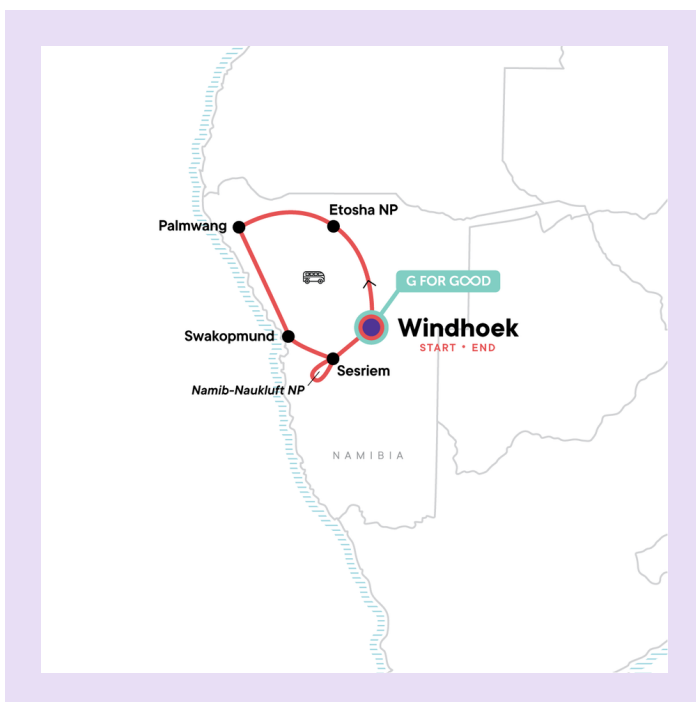 Etosha NP
Palmwang
G FOR GOOD
Windhoek
START * END
Swakopmund
Sesriem
Namib-Naukluft NP
NAMIBIA